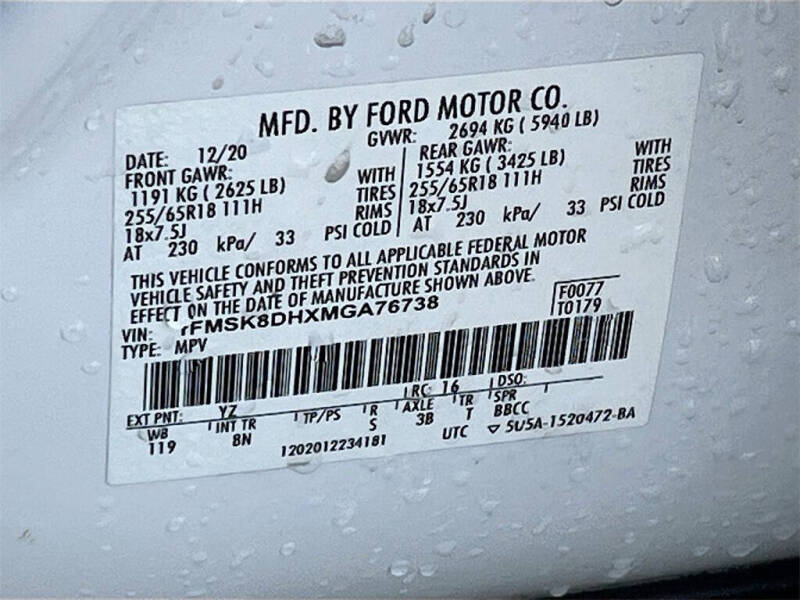 MFD. BY FORD MOTOR CO.
DATE: 12/20
GVWR: 2694 KG ( 5940 LB)
FRONT GAWR:
1191 KG ( 2625 LB) WITH
255/65R18 111H TIRES
18x7.5J RIMS
AT 230 kPa/ 33 PSI COLD
REAR GAWR: WITH
1554 KG ( 3425 LB) TIRES
255/65R18 111H RIMS
18x7.5J
AT 230 kPa/ 33 PSI COLD
THIS VEHICLE CONFORMS TO ALL APPLICABLE FEDERAL MOTOR
VEHICLE SAFETY AND THEFT PREVENTION STANDARDS IN
EFFECT ON THE DATE OF MANUFACTURE SHOWN ABOVE.
VIN: FMSK8DHXMGA76738
TYPE: MPV
F0077
T0179
EXT PNT: YZ RC: 16 DSO:
WB INT TR TP/PS R AXLE TR SPR
119 8N S 3B T BBCC
1202012234181 UTC ▽ 5U5A-1520472-BA